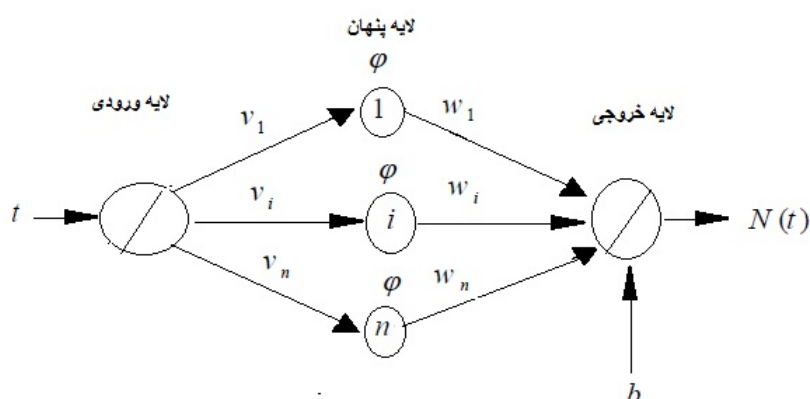 لایه پنهان
φ
لایه ورودی
v₁
1
w₁
لایه خروجی
φ
t
vᵢ
i
wᵢ
N(t)
vₙ
φ
wₙ
n
b